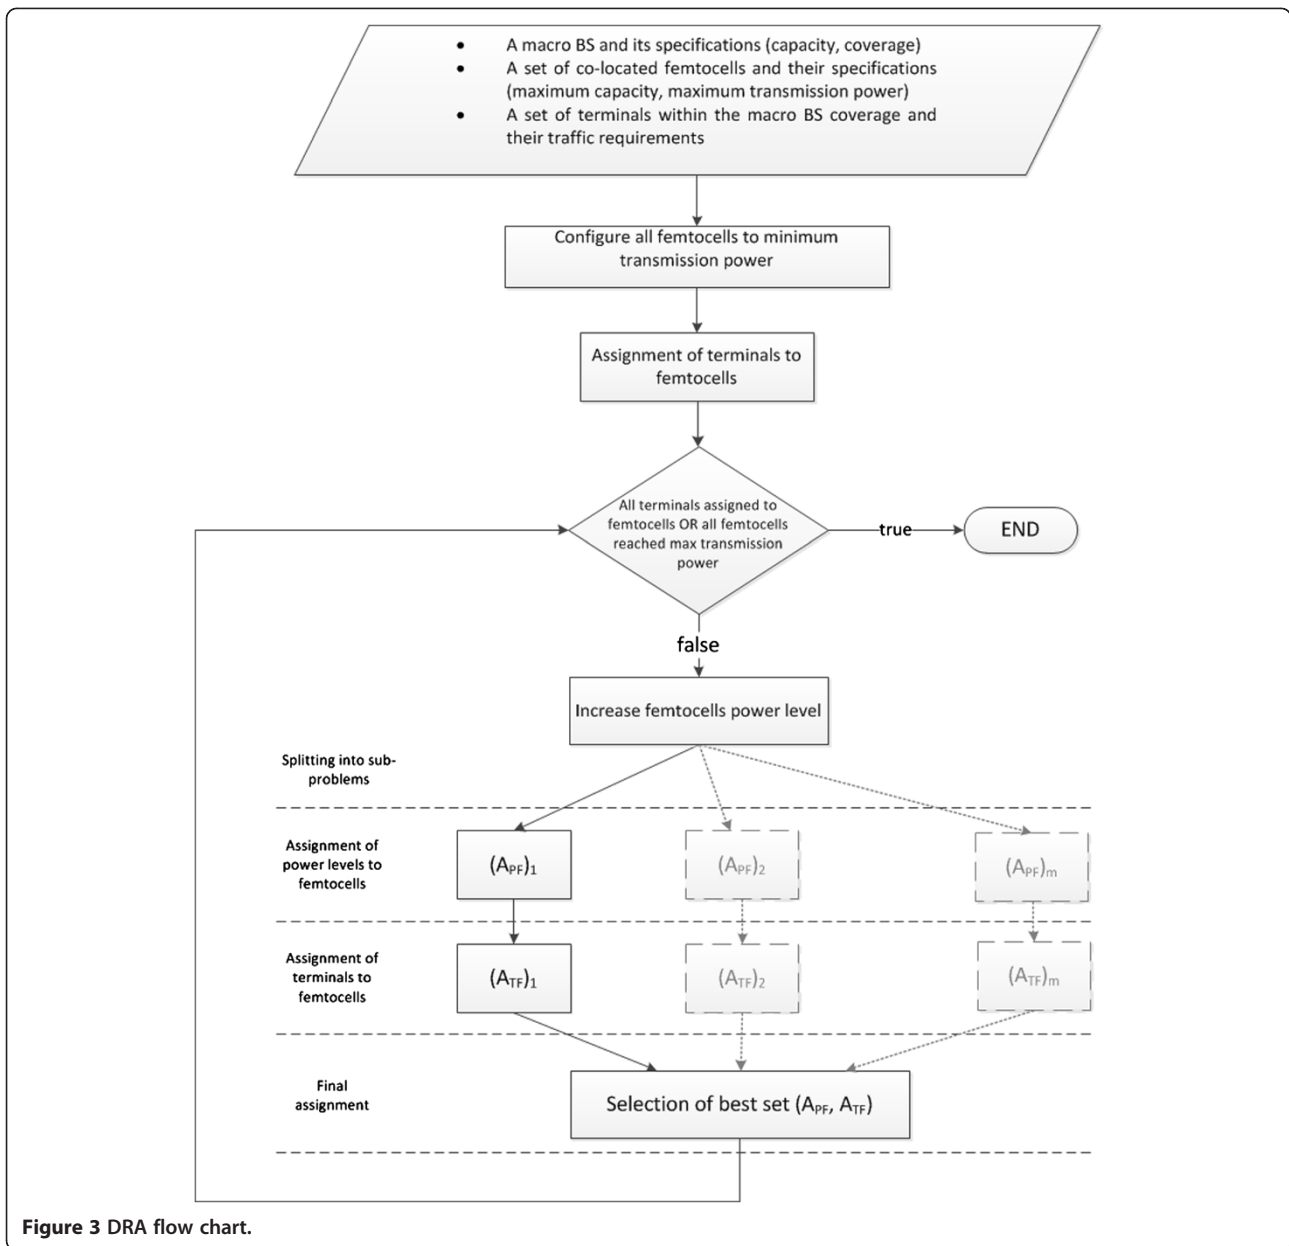 • A macro BS and its specifications (capacity, coverage)
• A set of co-located femtocells and their specifications
(maximum capacity, maximum transmission power)
• A set of terminals within the macro BS coverage and
their traffic requirements
Configure all femtocells to minimum
transmission power
Assignment of terminals to
femtocells
All terminals assigned to
femtocells OR all femtocells
reached max transmission
power
true
END
false
Increase femtocells power level
Splitting into sub-
problems
Assignment of
power levels to
femtocells
(APF)1
(APF)2
(APF)m
Assignment of
terminals to
femtocells
(ATF)1
(ATF)2
(ATF)m
Final
assignment
Selection of best set (APF, ATF)
Figure 3 DRA flow chart.